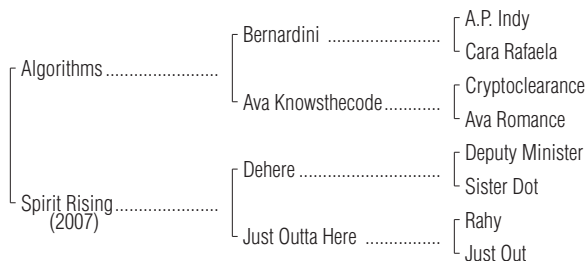 A.P. Indy
Bernardini
Cara Rafaela
Algorithms
Cryptoclearance
Ava Knowsthecode
Ava Romance
Deputy Minister
Dehere
Sister Dot
Spirit Rising
(2007)
Rahy
Just Outta Here
Just Out